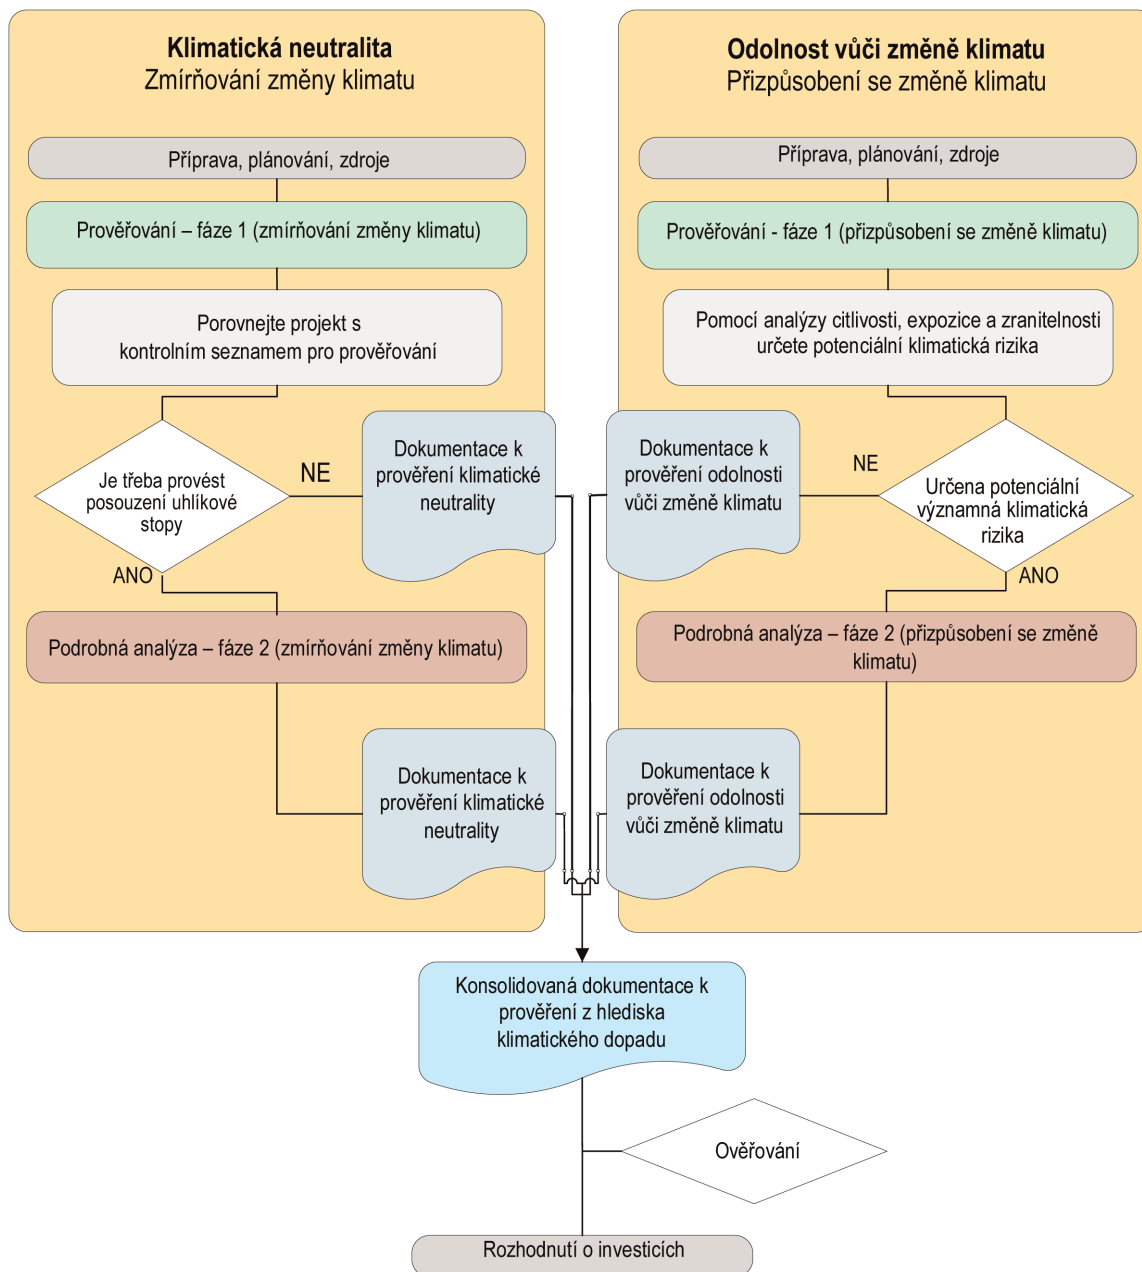 Klimatická neutralita
Zmírňování změny klimatu
Příprava, plánování, zdroje
Prověřování – fáze 1 (zmírňování změny klimatu)
Porovnejte projekt s
kontrolním seznamem pro prověřování
Je třeba provést
posouzení uhlíkové
stopy
NE
Dokumentace k
prověření klimatické
neutrality
ANO
Podrobná analýza – fáze 2 (zmírňování změny klimatu)
Dokumentace k
prověření klimatické
neutrality
Odolnost vůči změně klimatu
Přizpůsobení se změně klimatu
Příprava, plánování, zdroje
Prověřování - fáze 1 (přizpůsobení se změně klimatu)
Pomocí analýzy citlivosti, expozice a zranitelnosti
určete potenciální klimatická rizika
Dokumentace k
prověření odolnosti
vůči změně klimatu
NE
Určena potenciální
významná klimatická
rizika
ANO
Podrobná analýza – fáze 2 (přizpůsobení se změně
klimatu)
Dokumentace k
prověření odolnosti
vůči změně klimatu
Konsolidovaná dokumentace k
prověření z hlediska
klimatického dopadu
Ověřování
Rozhodnutí o investicích